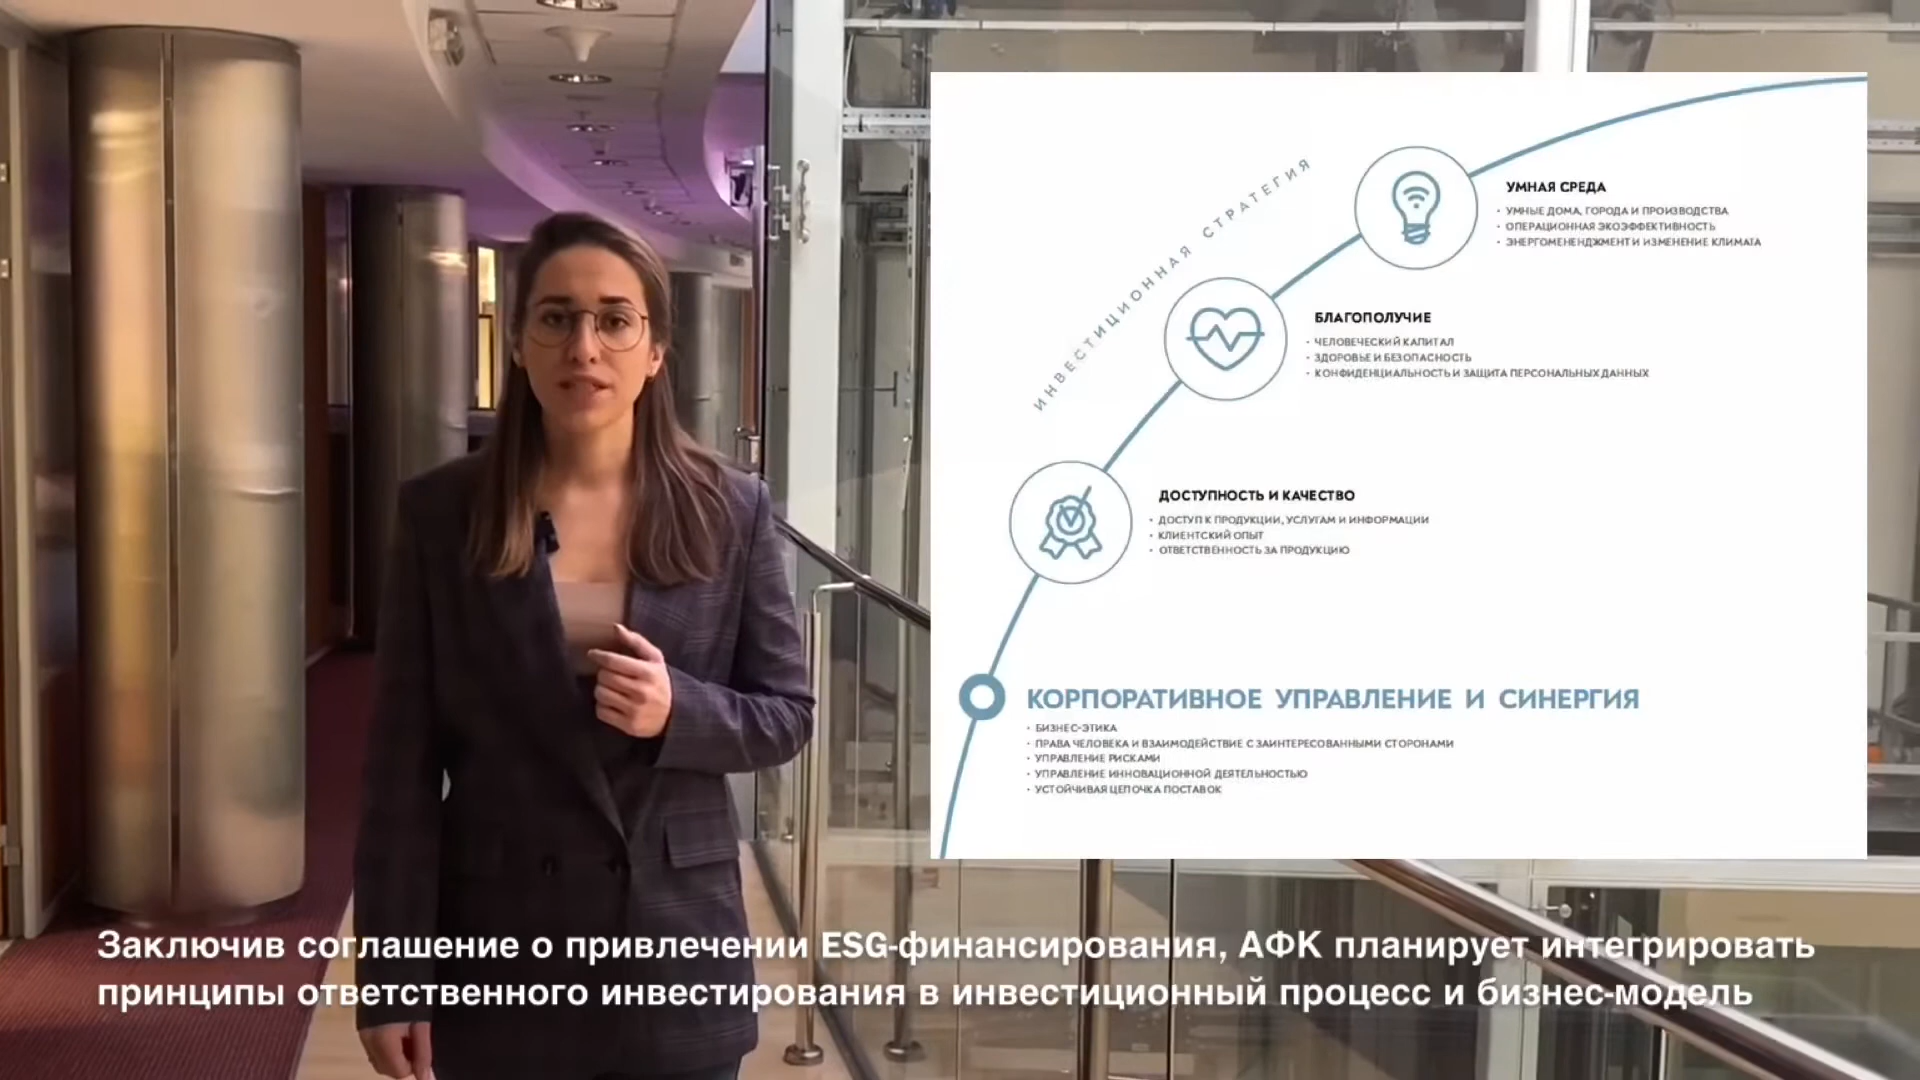 ИНВЕСТИЦИОННАЯ СТРАТЕГИЯ
УМНАЯ СРЕДА
• УМНЫЕ ДОМА, ГОРОДА И ПРОИЗВОДСТВА
• ОПЕРАЦИОННАЯ ЭКОЭФФЕКТИВНОСТЬ
• ЭНЕРГОМЕНЕНДЖМЕНТ И ИЗМЕНЕНИЕ КЛИМАТА
БЛАГОПОЛУЧИЕ
• ЧЕЛОВЕЧЕСКИЙ КАПИТАЛ
• ЗДОРОВЬЕ И БЕЗОПАСНОСТЬ
• КОНФИДЕНЦИАЛЬНОСТЬ И ЗАЩИТА ПЕРСОНАЛЬНЫХ ДАННЫХ
ДОСТУПНОСТЬ И КАЧЕСТВО
• ДОСТУП К ПРОДУКЦИИ, УСЛУГАМ И ИНФОРМАЦИИ
• КЛИЕНТСКИЙ ОПЫТ
• ОТВЕТСТВЕННОСТЬ ЗА ПРОДУКЦИЮ
КОРПОРАТИВНОЕ УПРАВЛЕНИЕ И СИНЕРГИЯ
• БИЗНЕС-ЭТИКА
• ПРАВА ЧЕЛОВЕКА И ВЗАИМОДЕЙСТВИЕ С ЗАИНТЕРЕСОВАННЫМИ СТОРОНАМИ
• УПРАВЛЕНИЕ РИСКАМИ
• УПРАВЛЕНИЕ ИННОВАЦИОННОЙ ДЕЯТЕЛЬНОСТЬЮ
• УСТОЙЧИВАЯ ЦЕПОЧКА ПОСТАВОК
Заключив соглашение о привлечении ESG-финансирования, АФК планирует интегрировать
принципы ответственного инвестирования в инвестиционный процесс и бизнес-модель